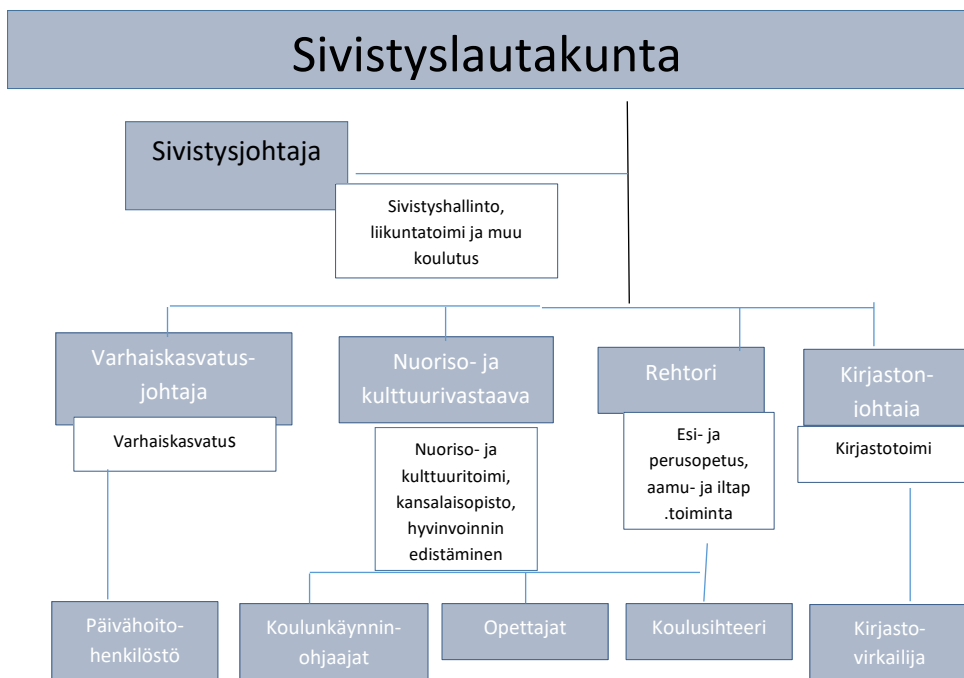 Sivistyslautakunta
Sivistysjohtaja
Sivistyshallinto,
liikuntatoimi ja muu
koulutus
Varhaiskasvatus-
johtaja
Varhaiskasvatus
Nuoriso- ja
kulttuurivastaava
Nuoriso- ja
kulttuuritoimi,
kansalaisopisto,
hyvinvoinnin
edistäminen
Rehtori
Esi- ja
perusopetus,
aamu- ja iltap
.toiminta
Kirjaston-
johtaja
Kirjastotoimi
Päivähoito-
henkilöstö
Koulunkäynnin-
ohjaajat
Opettajat
Koulusihteeri
Kirjasto-
virkailija